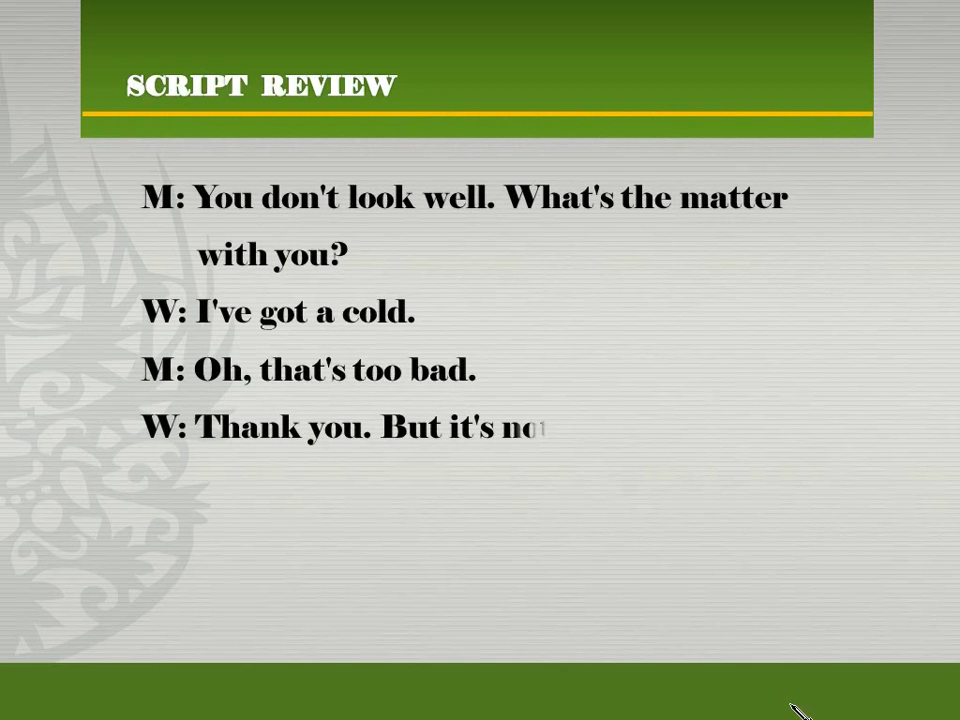 SCRIPT REVIEW
M: You don't look well. What's the matter
with you?
W: I've got a cold.
M: Oh, that's too bad.
W: Thank you. But it's